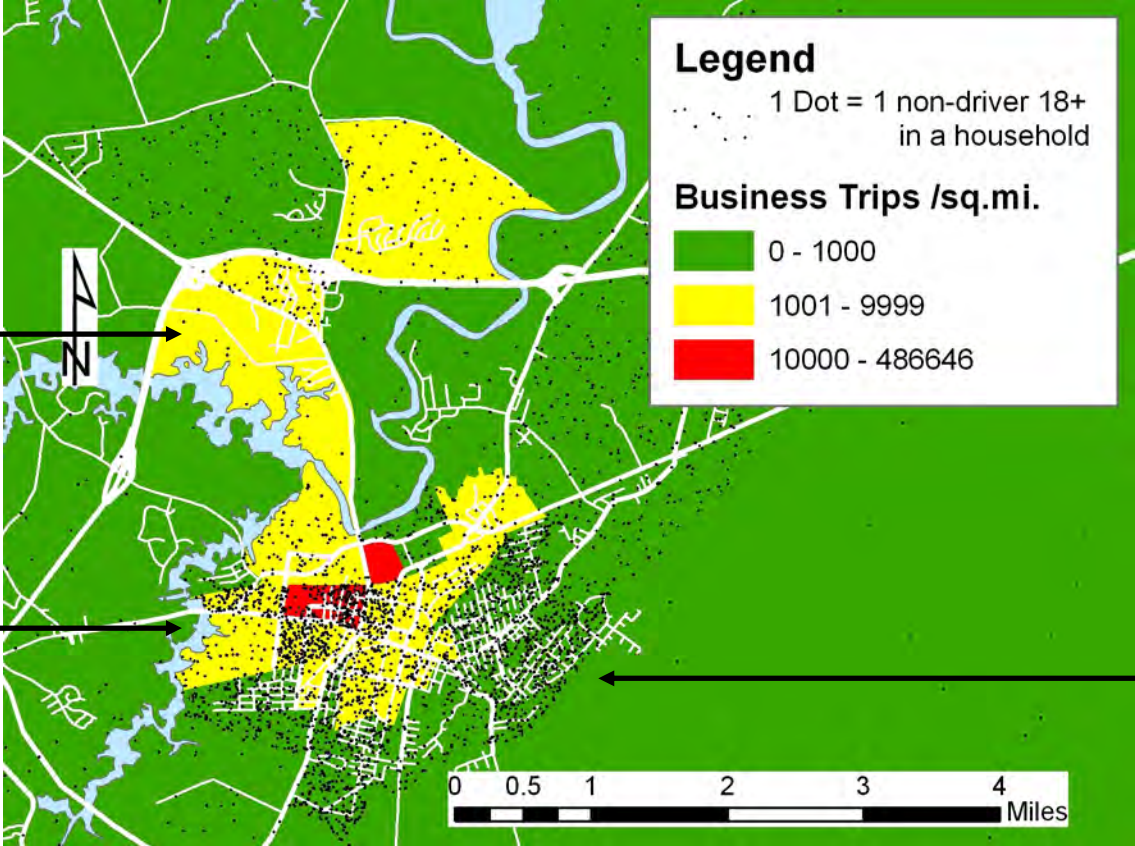 Legend
1 Dot = 1 non-driver 18+
in a household
Business Trips /sq.mi.
0 - 1000
1001 - 9999
10000 - 486646
N
0 0.5 1 2 3 4
Miles